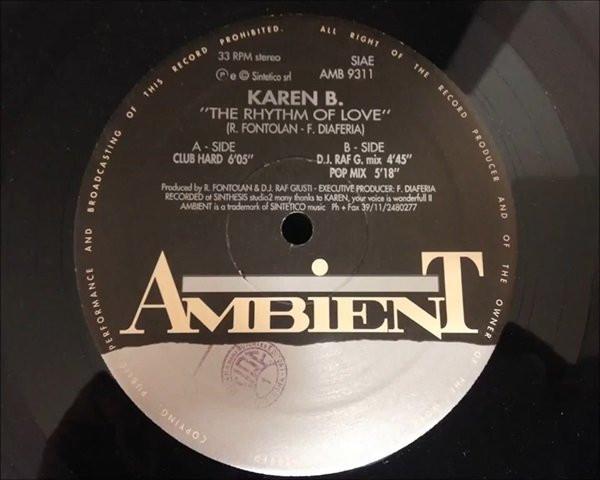 ALL RIGHT OF THE RECORD PRODUCER AND OF THE OWNER OF THE
COPYING PUBLIC PERFORMANCE AND BROADCASTING OF THIS RECORD PROHIBITED.
33 RPM stereo
SIAE
℗ e © Sintetico srl
AMB 9311
KAREN B.
"THE RHYTHM OF LOVE"
(R. FONTOLAN - F. DIAFERIA)
A - SIDE
CLUB HARD 6'05"
B - SIDE
D.J. RAF G. mix 4'45"
POP MIX 5'18"
Produced by R. FONTOLAN & D.J. RAF GIUSTI - EXECUTIVE PRODUCER: F. DIAFERIA
RECORDED at SINTHESIS studio2 many thanks to KAREN, your voice is wonderfull !!
AMBIENT is a trademark of SINTETICO music Ph + Fax 39/11/2480277
AMBIENT